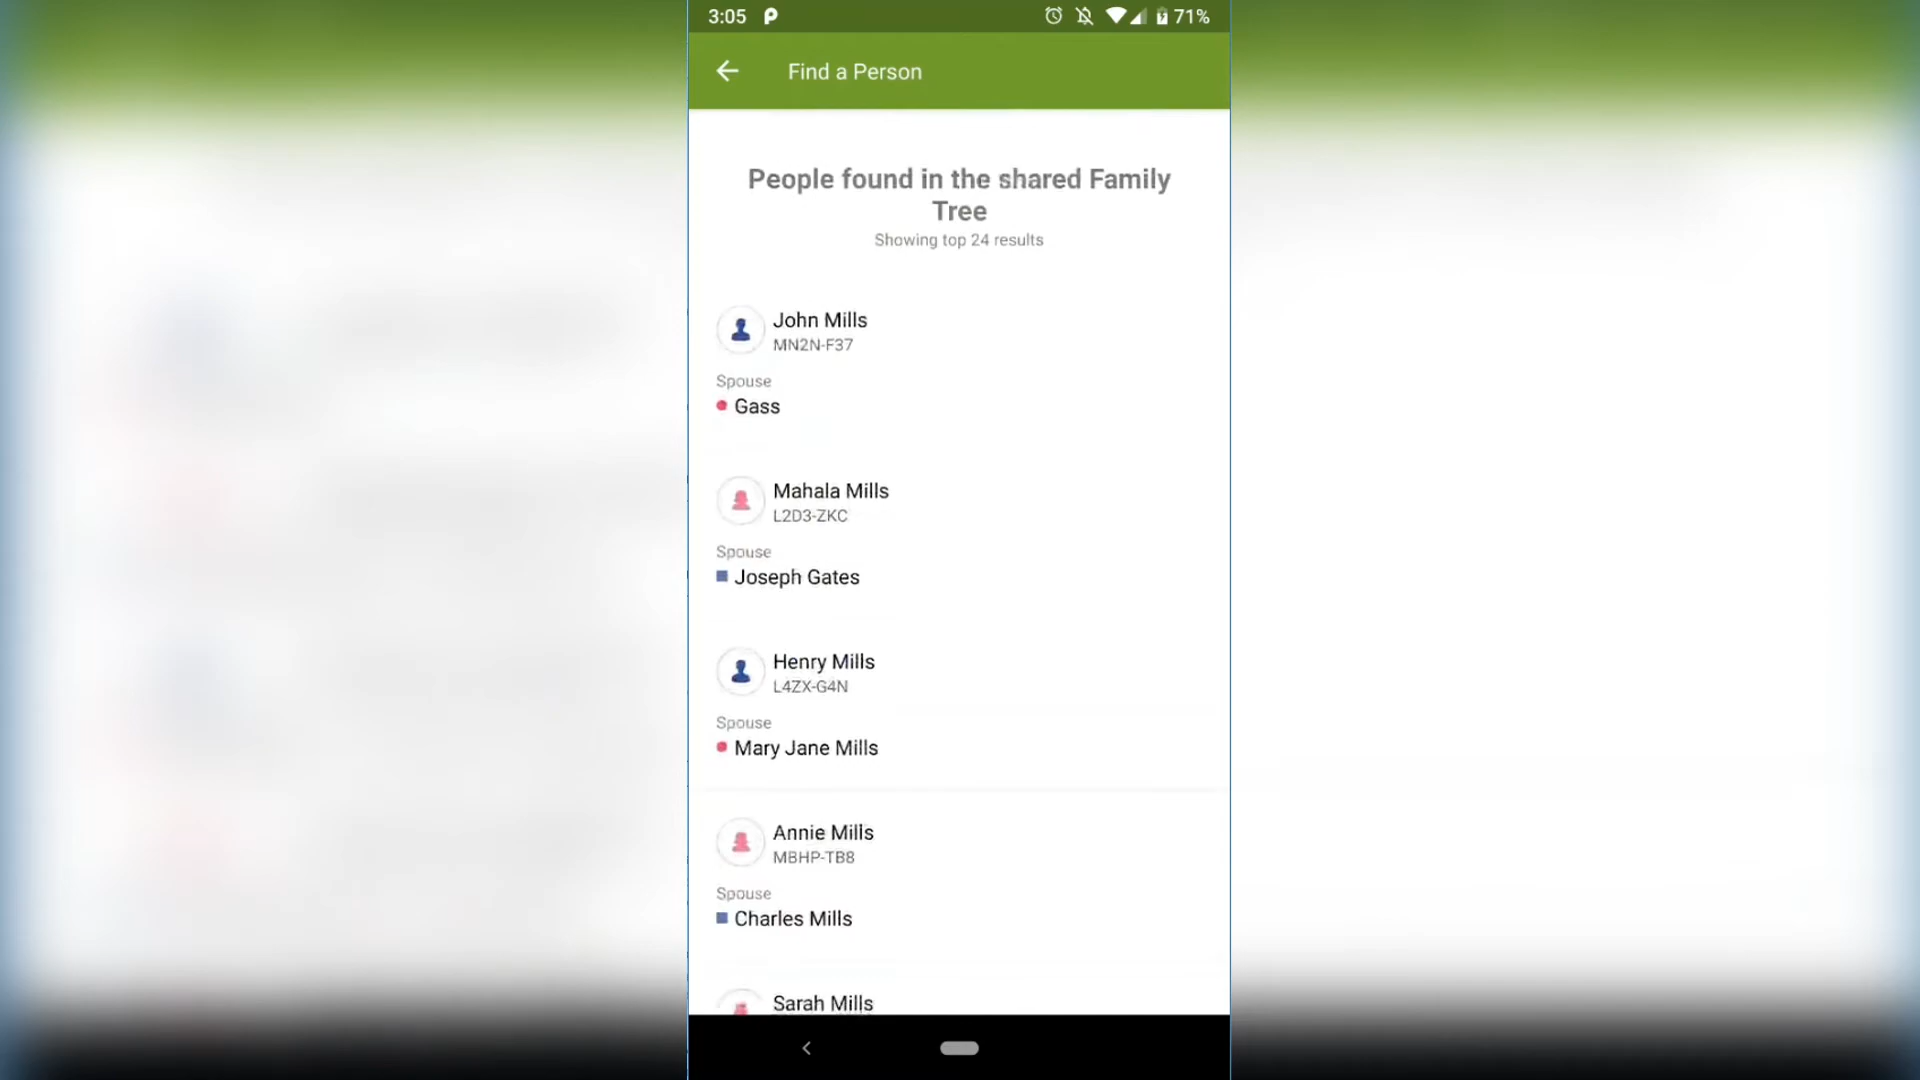 3:05
71%
Find a Person
People found in the shared Family
Tree
Showing top 24 results
John Mills
MN2N-F37
Spouse
Gass
Mahala Mills
L2D3-ZKC
Spouse
Joseph Gates
Henry Mills
L4ZX-G4N
Spouse
Mary Jane Mills
Annie Mills
MBHP-TB8
Spouse
Charles Mills
Sarah Mills